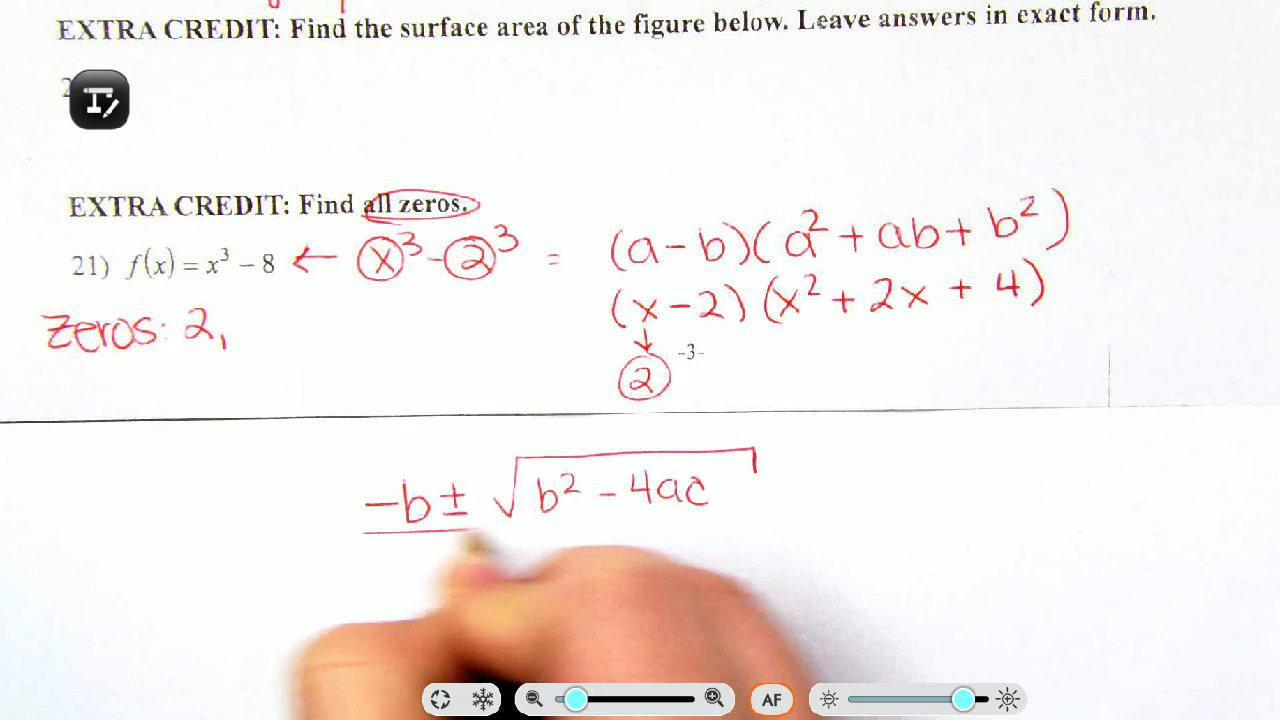 EXTRA CREDIT: Find the surface area of the figure below. Leave answers in exact form.
EXTRA CREDIT: Find all zeros.
21) f(x) = x³ − 8 ← x³ − 2³ = (a − b)(a² + ab + b²)
(x − 2)(x² + 2x + 4)
zeros: 2,
-3-
2
−b ± √b² − 4ac
AF